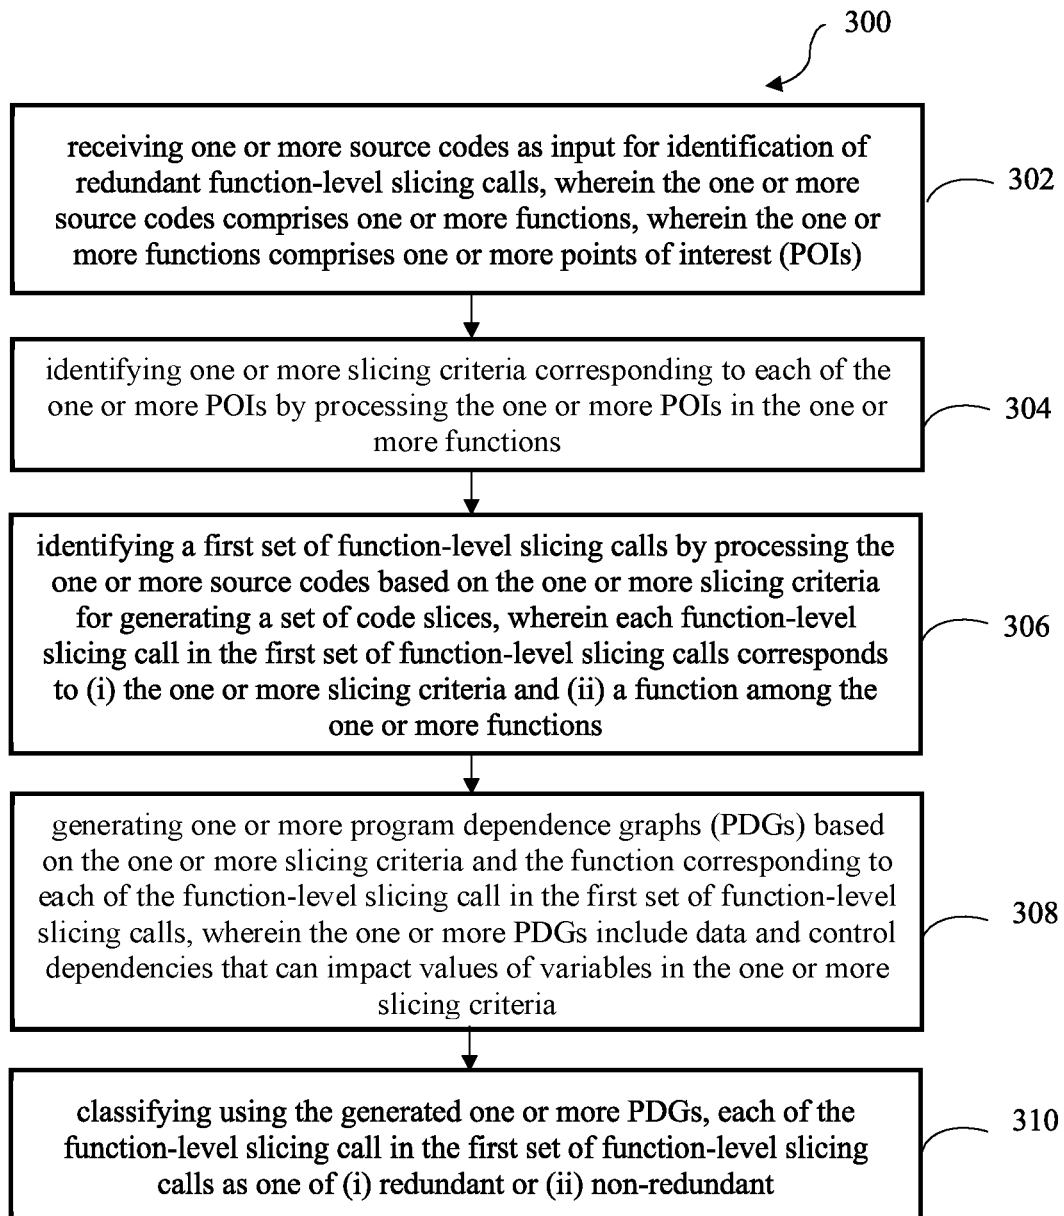 300
receiving one or more source codes as input for identification of
redundant function-level slicing calls, wherein the one or more
source codes comprises one or more functions, wherein the one or
more functions comprises one or more points of interest (POIs)
302
identifying one or more slicing criteria corresponding to each of the
one or more POIs by processing the one or more POIs in the one or
more functions
304
identifying a first set of function-level slicing calls by processing the
one or more source codes based on the one or more slicing criteria
for generating a set of code slices, wherein each function-level
slicing call in the first set of function-level slicing calls corresponds
to (i) the one or more slicing criteria and (ii) a function among the
one or more functions
306
generating one or more program dependence graphs (PDGs) based
on the one or more slicing criteria and the function corresponding to
each of the function-level slicing call in the first set of function-level
slicing calls, wherein the one or more PDGs include data and control
dependencies that can impact values of variables in the one or more
slicing criteria
308
classifying using the generated one or more PDGs, each of the
function-level slicing call in the first set of function-level slicing
calls as one of (i) redundant or (ii) non-redundant
310